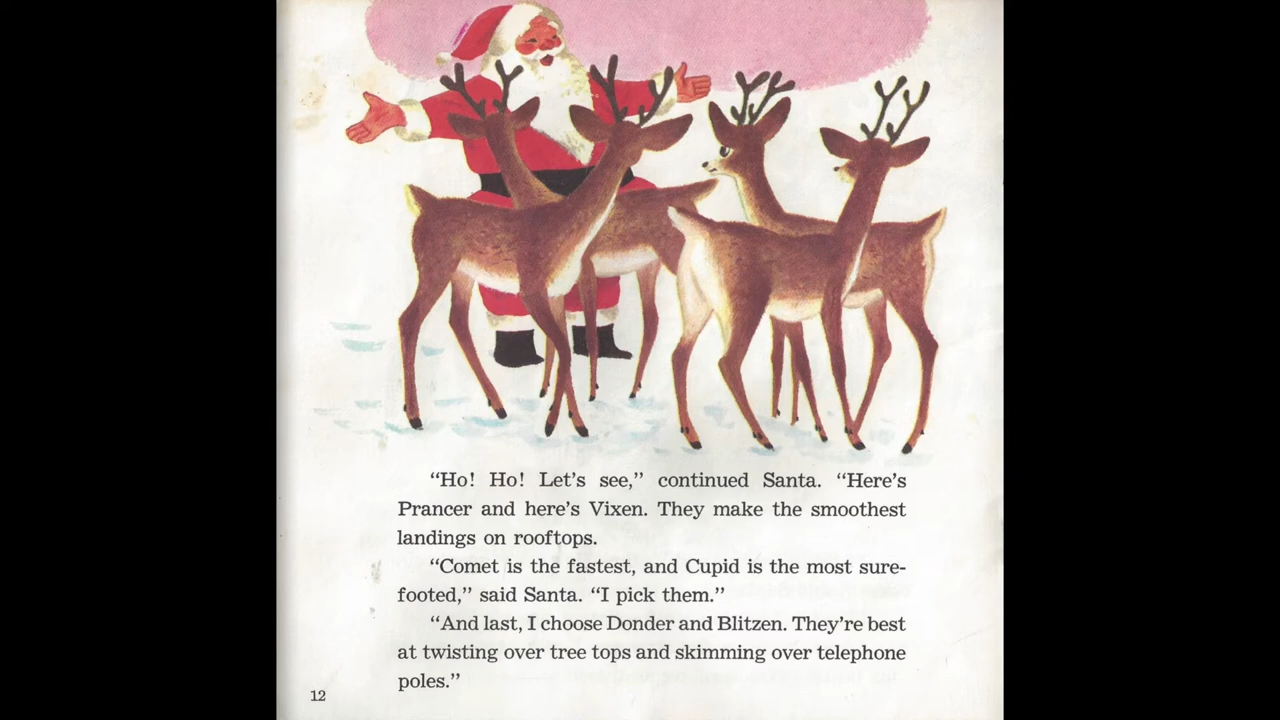 “Ho! Ho! Let’s see,” continued Santa. “Here’s
Prancer and here’s Vixen. They make the smoothest
landings on rooftops.
“Comet is the fastest, and Cupid is the most sure-
footed,” said Santa. “I pick them.”
“And last, I choose Donder and Blitzen. They’re best
at twisting over tree tops and skimming over telephone
poles.”
12